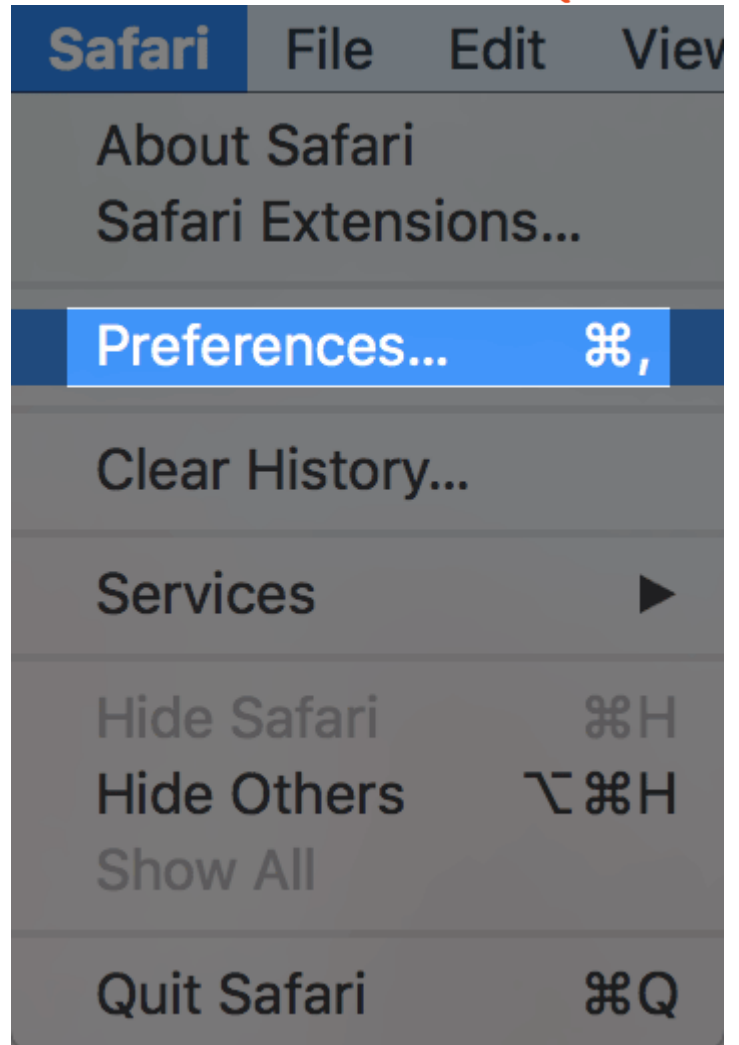 Safari File Edit View
About Safari
Safari Extensions...
Preferences... ⌘,
Clear History...
Services ▶
Hide Safari ⌘H
Hide Others ⌥⌘H
Show All
Quit Safari ⌘Q